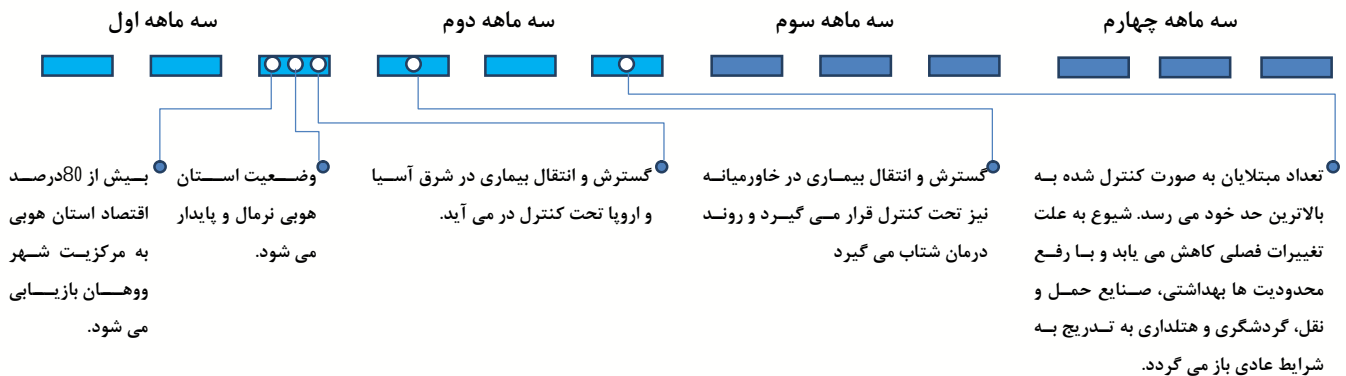 سه ماهه اول
سه ماهه دوم
سه ماهه سوم
سه ماهه چهارم
بیش از 80درصد
اقتصاد استان هوبی
به مرکزیت شهر
ووهان بازیابی
می شود.
وضعیت استان
هوبی نرمال و پایدار
می شود.
گسترش و انتقال بیماری در شرق آسیا
و اروپا تحت کنترل در می آید.
گسترش و انتقال بیماری در خاورمیانه
نیز تحت کنترل قرار می گیرد و روند
درمان شتاب می گیرد
تعداد مبتلایان به صورت کنترل شده به
بالاترین حد خود می رسد. شیوع به علت
تغییرات فصلی کاهش می یابد و با رفع
محدودیت ها بهداشتی، صنایع حمل و
نقل، گردشگری و هتلداری به تدریج به
شرایط عادی باز می گردد.